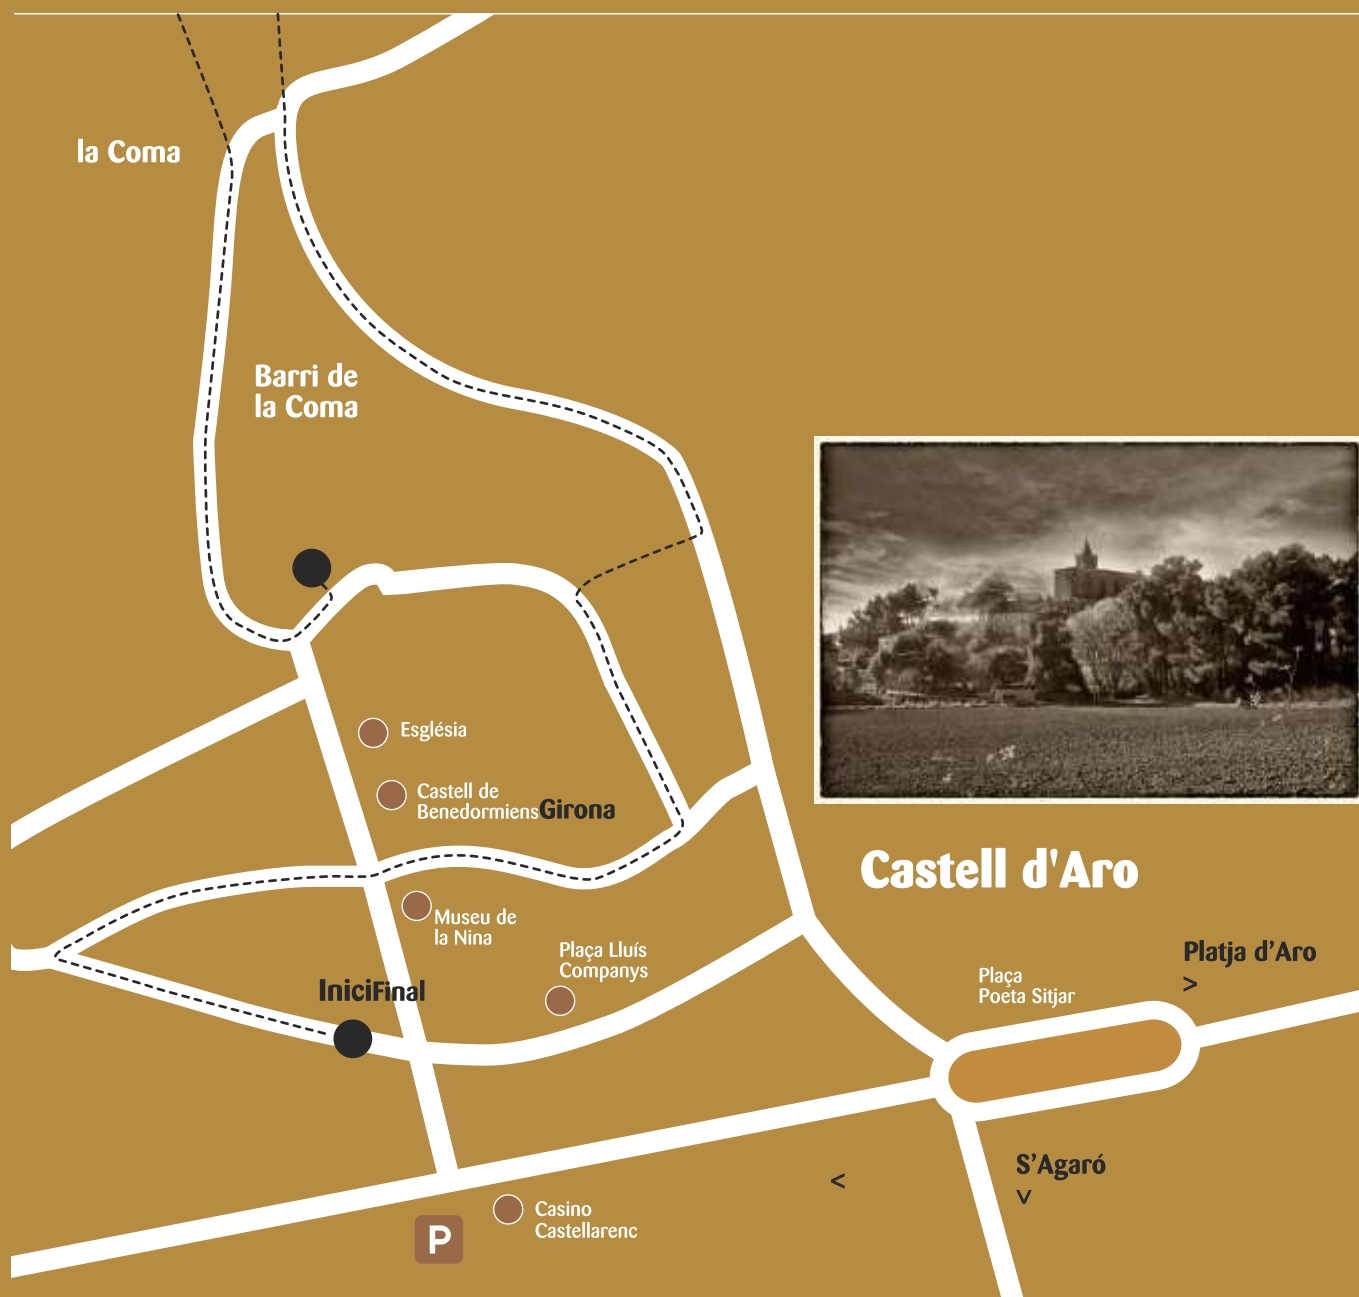 la Coma
Barri de
la Coma
Església
Castell de
BenedormiensGirona
Castell d'Aro
Museu de
la Nina
Plaça Lluís
Companys
Platja d’Aro
>
Plaça
Poeta Sitjar
IniciFinal
S’Agaró
>
<
Casino
Castellarenc
P